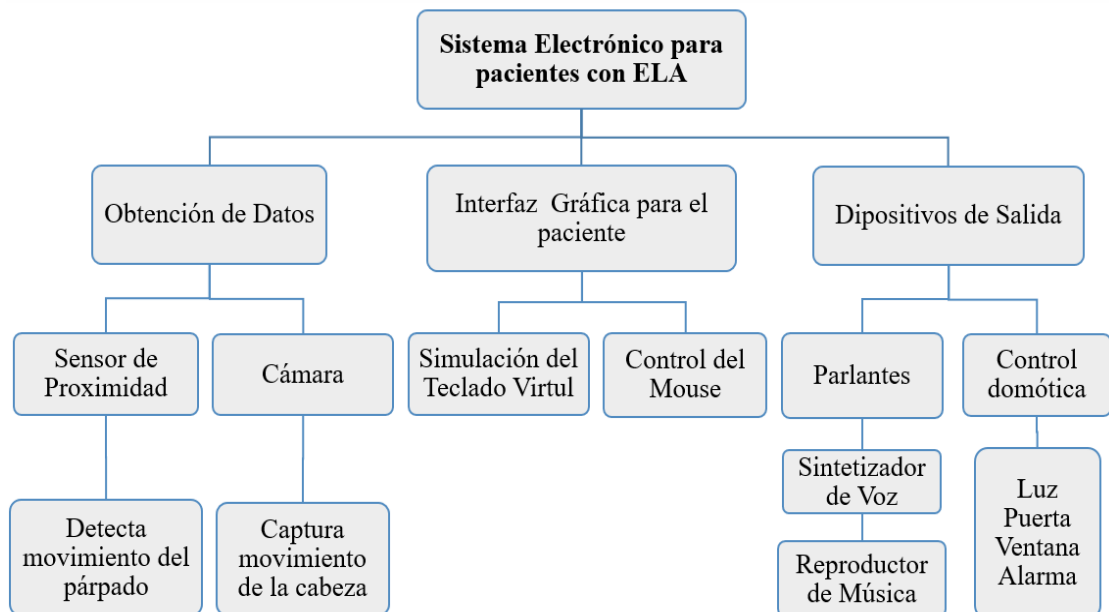 Sistema Electrónico para
pacientes con ELA
Obtención de Datos
Interfaz Gráfica para el
paciente
Dipositivos de Salida
Sensor de
Proximidad
Cámara
Simulación del
Teclado Virtul
Control del
Mouse
Parlantes
Control
domótica
Detecta
movimiento del
párpado
Captura
movimiento
de la cabeza
Sintetizador
de Voz
Reproductor
de Música
Luz
Puerta
Ventana
Alarma